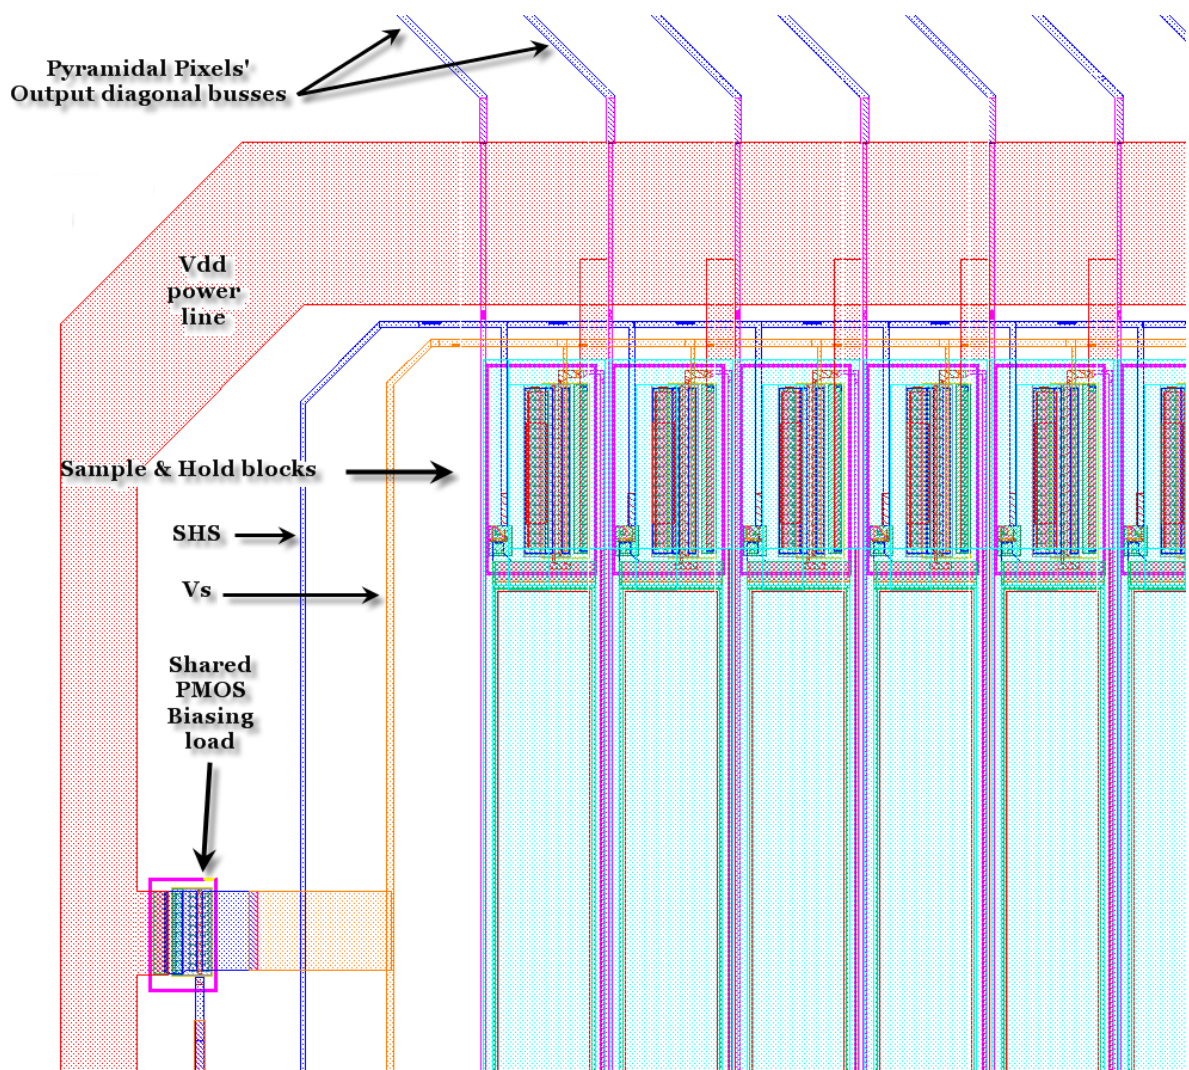 Pyramidal Pixels'
Output diagonal busses
Vdd
power
line
Sample & Hold blocks
SHS
Vs
Shared
PMOS
Biasing
load